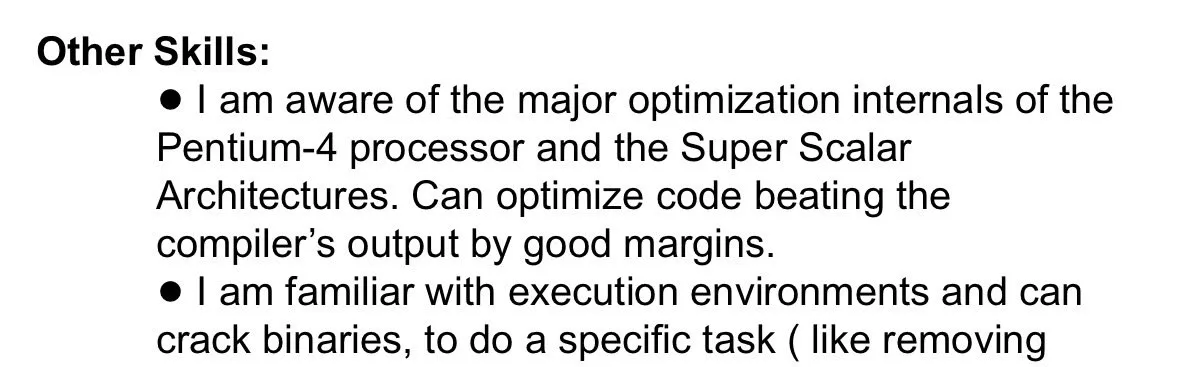 Other Skills:
● I am aware of the major optimization internals of the
Pentium-4 processor and the Super Scalar
Architectures. Can optimize code beating the
compiler’s output by good margins.
● I am familiar with execution environments and can
crack binaries, to do a specific task ( like removing